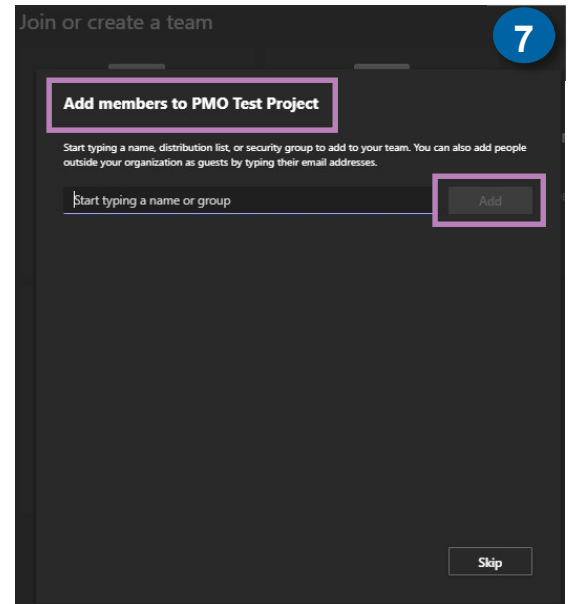 Join or create a team
7
Add members to PMO Test Project
Start typing a name, distribution list, or security group to add to your team. You can also add people
outside your organization as guests by typing their email addresses.
Start typing a name or group
Add
Skip